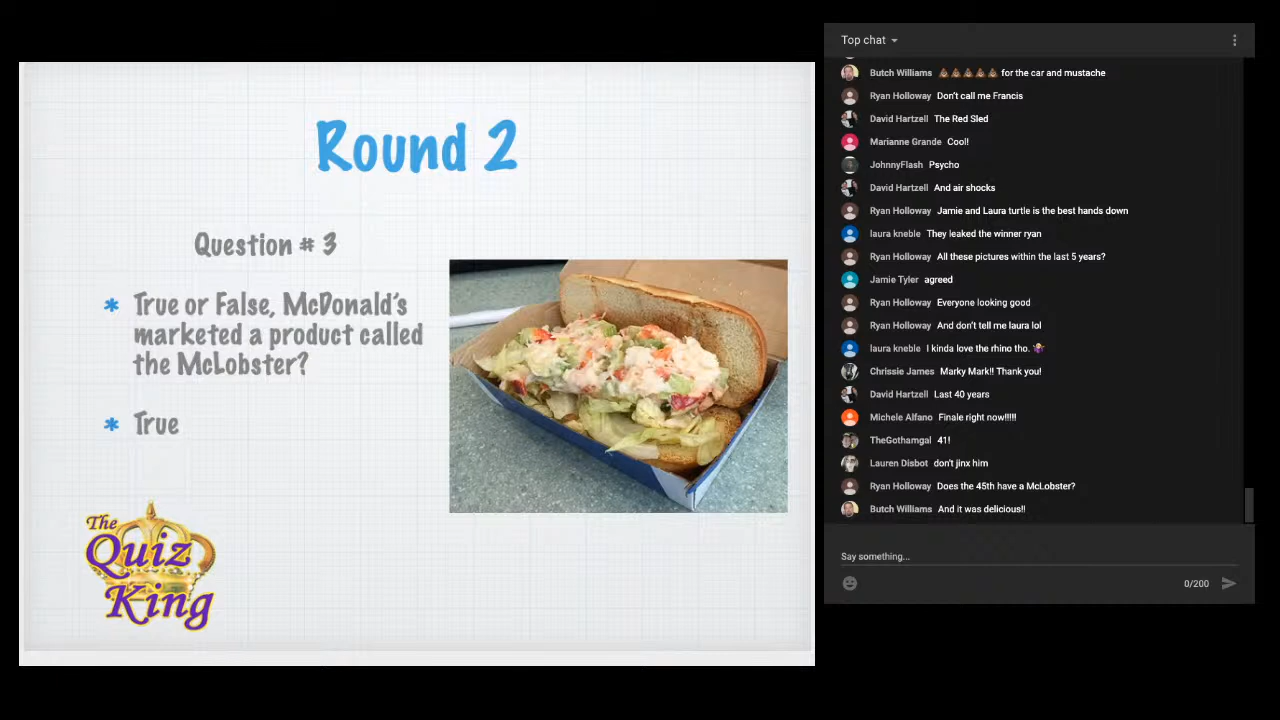 Round 2
Question # 3
True or False, McDonald's
marketed a product called
the McLobster?
True
The
Quiz
King
Top chat
Butch Williams 💩💩💩💩💩 for the car and mustache
Ryan Holloway Don't call me Francis
David Hartzell The Red Sled
Marianne Grande Cool!
JohnnyFlash Psycho
David Hartzell And air shocks
Ryan Holloway Jamie and Laura turtle is the best hands down
laura kneble They leaked the winner ryan
Ryan Holloway All these pictures within the last 5 years?
Jamie Tyler agreed
Ryan Holloway Everyone looking good
Ryan Holloway And don't tell me laura lol
laura kneble I kinda love the rhino tho. 🤷‍♀️
Chrissie James Marky Mark!! Thank you!
David Hartzell Last 40 years
Michele Alfano Finale right now!!!!!
TheGothamgal 41!
Lauren Disbot don't jinx him
Ryan Holloway Does the 45th have a McLobster?
Butch Williams And it was delicious!!
Say something...
0/200